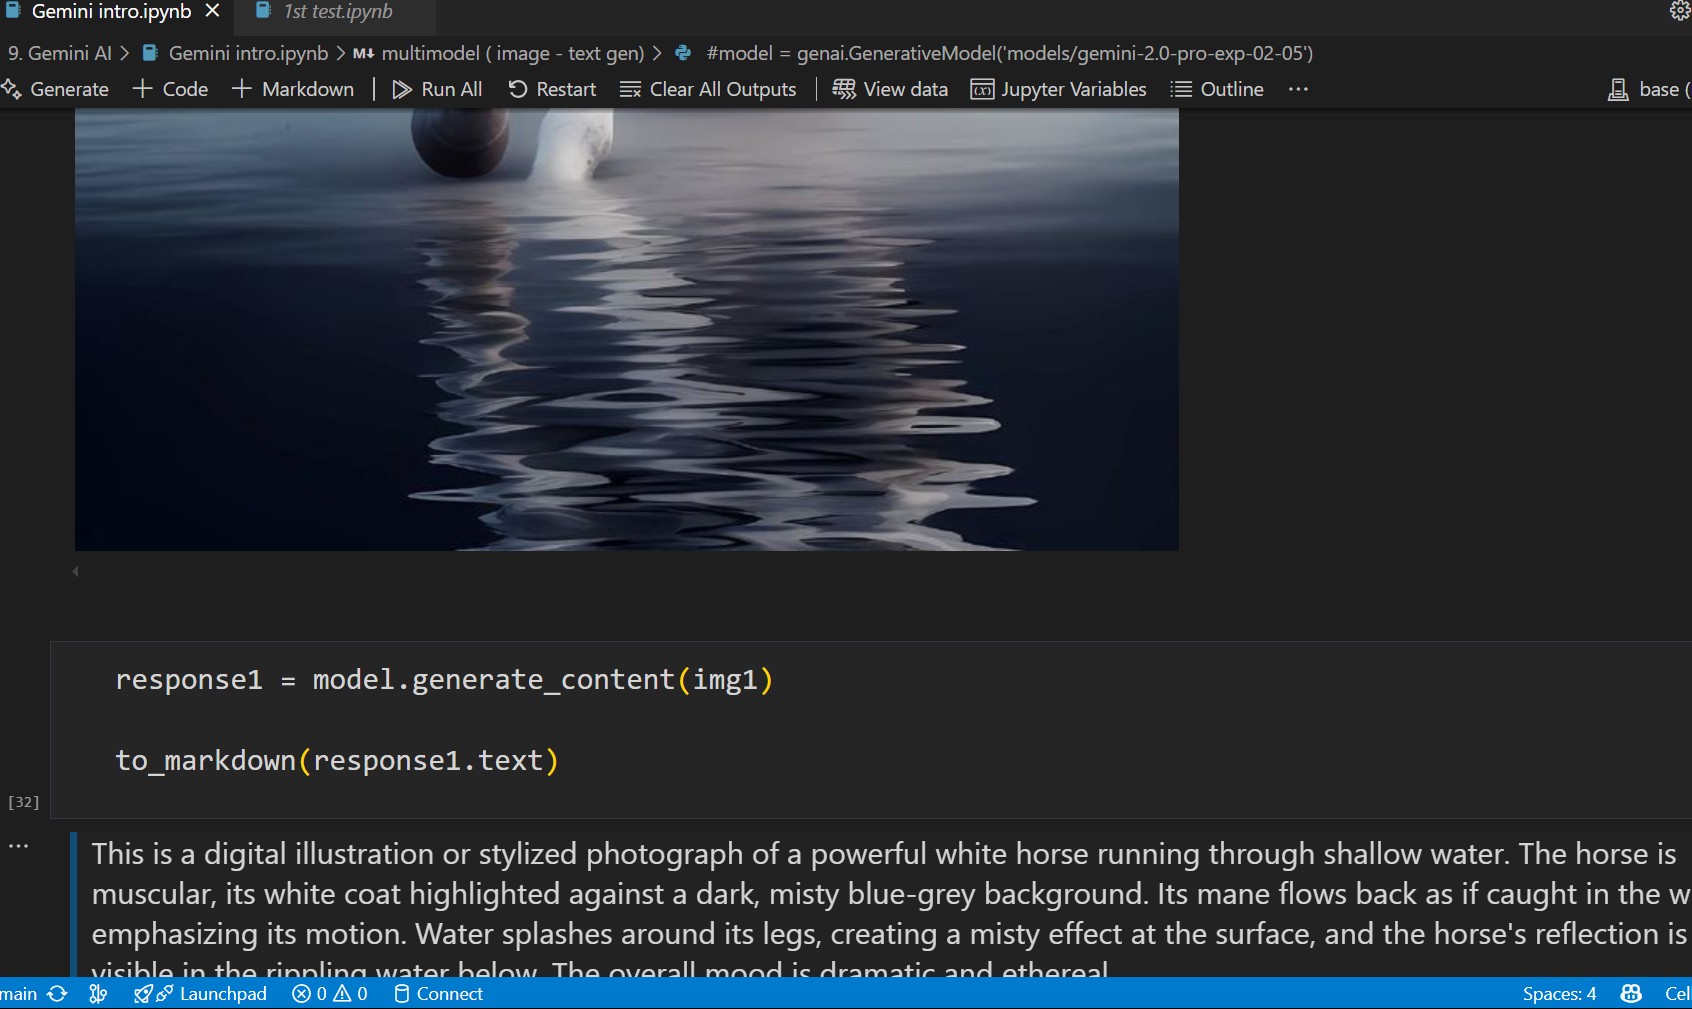 Gemini intro.ipynb 1st test.ipynb
9. Gemini AI > Gemini intro.ipynb > M↓ multimodel ( image - text gen) > #model = genai.GenerativeModel('models/gemini-2.0-pro-exp-02-05')
Generate + Code + Markdown | Run All Restart Clear All Outputs | View data Jupyter Variables Outline ... base (
response1 = model.generate_content(img1)
to_markdown(response1.text)
[32]
... This is a digital illustration or stylized photograph of a powerful white horse running through shallow water. The horse is
muscular, its white coat highlighted against a dark, misty blue-grey background. Its mane flows back as if caught in the w
emphasizing its motion. Water splashes around its legs, creating a misty effect at the surface, and the horse's reflection is
visible in the rippling water below. The overall mood is dramatic and ethereal.
main Launchpad 0 0 Connect Spaces: 4 Cell